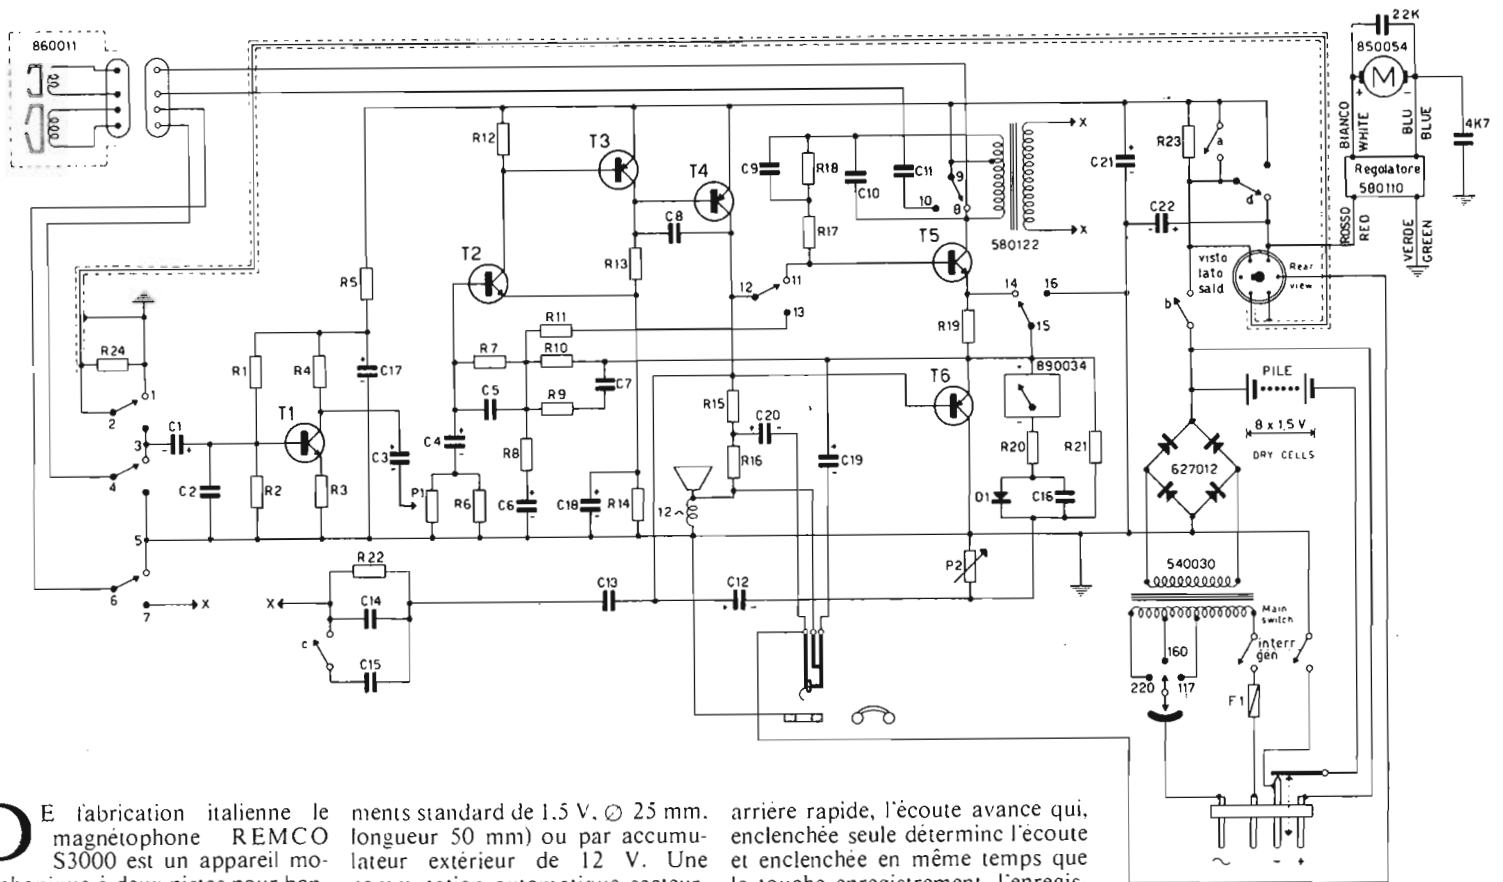 860011
22K
850054
M
+
-
4K7
BIANCO
WHITE
BLU
BLUE
Regolatore
580110
ROSSO
RED
VERDE
GREEN
R12
T3
T4
C9
R18
C10
C11
9
10
8
X
580122
X
C21
R23
a
d
C22
R5
T2
R13
C8
R17
T5
12
11
13
14
16
15
visto
lato
sald
Rear
view
b
R24
1
2
3
4
5
6
7
X
R1
R4
C17
T1
C1
C2
R2
R3
C3
R7
R11
R10
C5
R9
C7
C4
R8
P1
R6
C6
C18
R14
R15
C20
R16
12~
C19
R19
T6
890034
R20
R21
D1
C16
P2
PILE
8 x 1,5 V
DRY CELLS
627012
540030
Main
switch
interr
gen
160
220
117
F1
~
-
+
R22
X
C14
c
C15
C13
C12
DE fabrication italienne le
magnétophone REMCO
S3000 est un appareil mo-
ments standard de 1.5 V. ∅ 25 mm.
longueur 50 mm) ou par accumu-
lateur extérieur de 12 V. Une
arrière rapide, l'écoute avance qui,
enclenchée seule détermine l'écoute
et enclenchée en même temps que